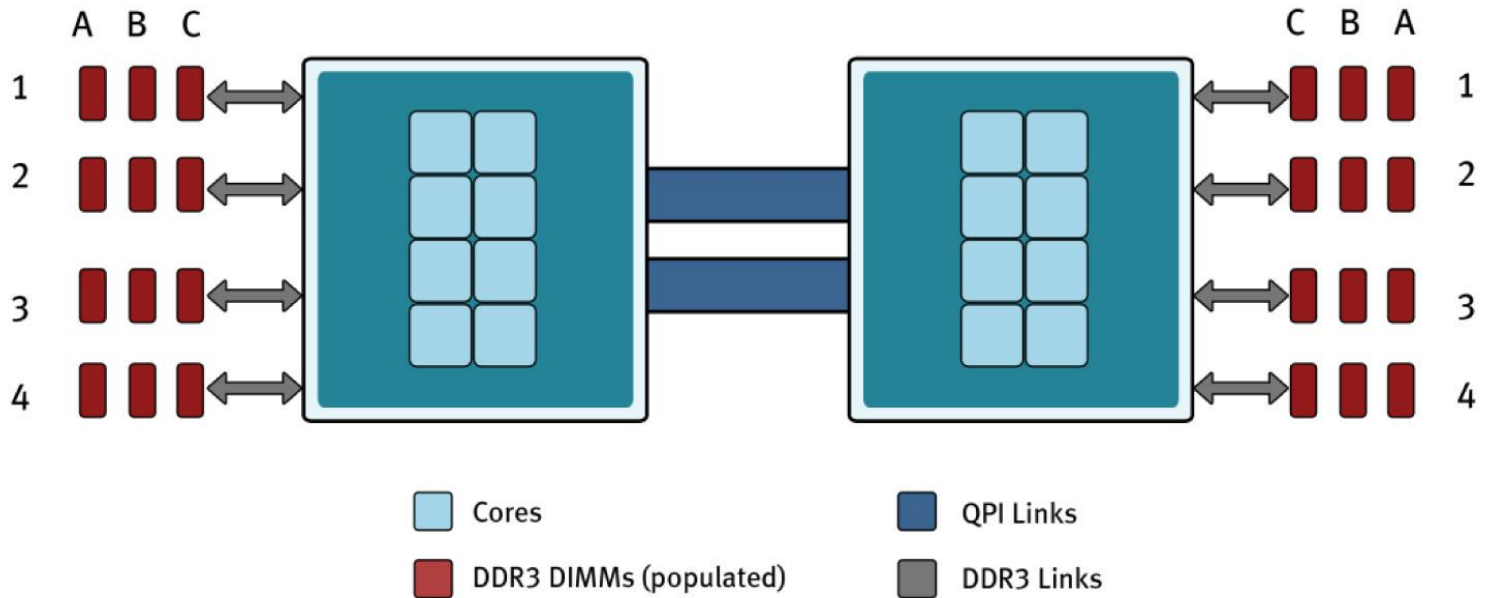 A B C
C B A
1
1
2
2
3
3
4
4
Cores
QPI Links
DDR3 DIMMs (populated)
DDR3 Links